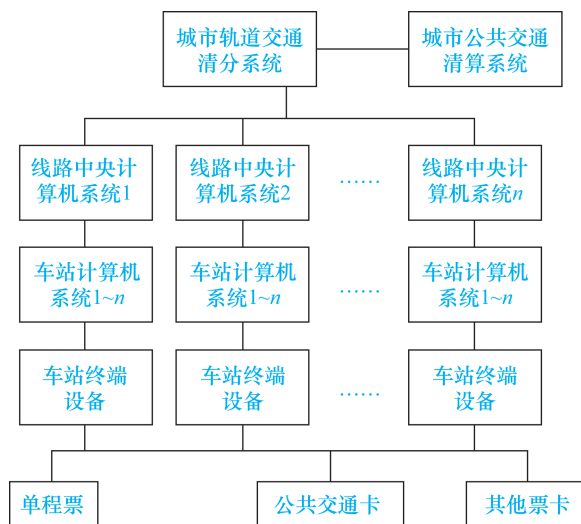 城市轨道交通
清分系统
城市公共交通
清算系统
线路中央计
算机系统1
线路中央计
算机系统2
……
线路中央计
算机系统n
车站计算机
系统1~n
车站计算机
系统1~n
……
车站计算机
系统1~n
车站终端
设备
车站终端
设备
……
车站终端
设备
单程票
公共交通卡
其他票卡